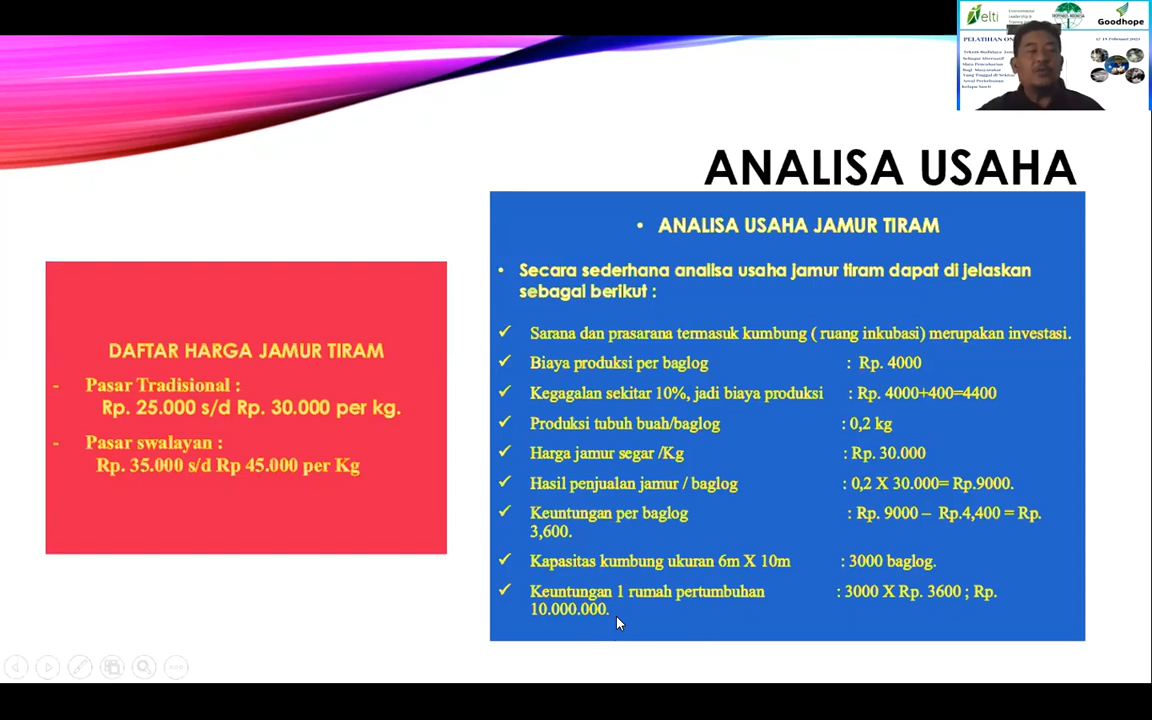 elti
Environmental
Leadership &
Training
Goodhope
PELATIHAN ON
ANALISA USAHA
• ANALISA USAHA JAMUR TIRAM
• Secara sederhana analisa usaha jamur tiram dapat di jelaskan
sebagai berikut :
✓ Sarana dan prasarana termasuk kumbung ( ruang inkubasi) merupakan investasi.
✓ Biaya produksi per baglog : Rp. 4000
✓ Kegagalan sekitar 10%, jadi biaya produksi : Rp. 4000+400=4400
✓ Produksi tubuh buah/baglog : 0,2 kg
✓ Harga jamur segar /Kg : Rp. 30.000
✓ Hasil penjualan jamur / baglog : 0,2 X 30.000= Rp.9000.
✓ Keuntungan per baglog : Rp. 9000 – Rp.4,400 = Rp.
3,600.
✓ Kapasitas kumbung ukuran 6m X 10m : 3000 baglog.
✓ Keuntungan 1 rumah pertumbuhan : 3000 X Rp. 3600 ; Rp.
10.000.000.
DAFTAR HARGA JAMUR TIRAM
- Pasar Tradisional :
Rp. 25.000 s/d Rp. 30.000 per kg.
- Pasar swalayan :
Rp. 35.000 s/d Rp 45.000 per Kg